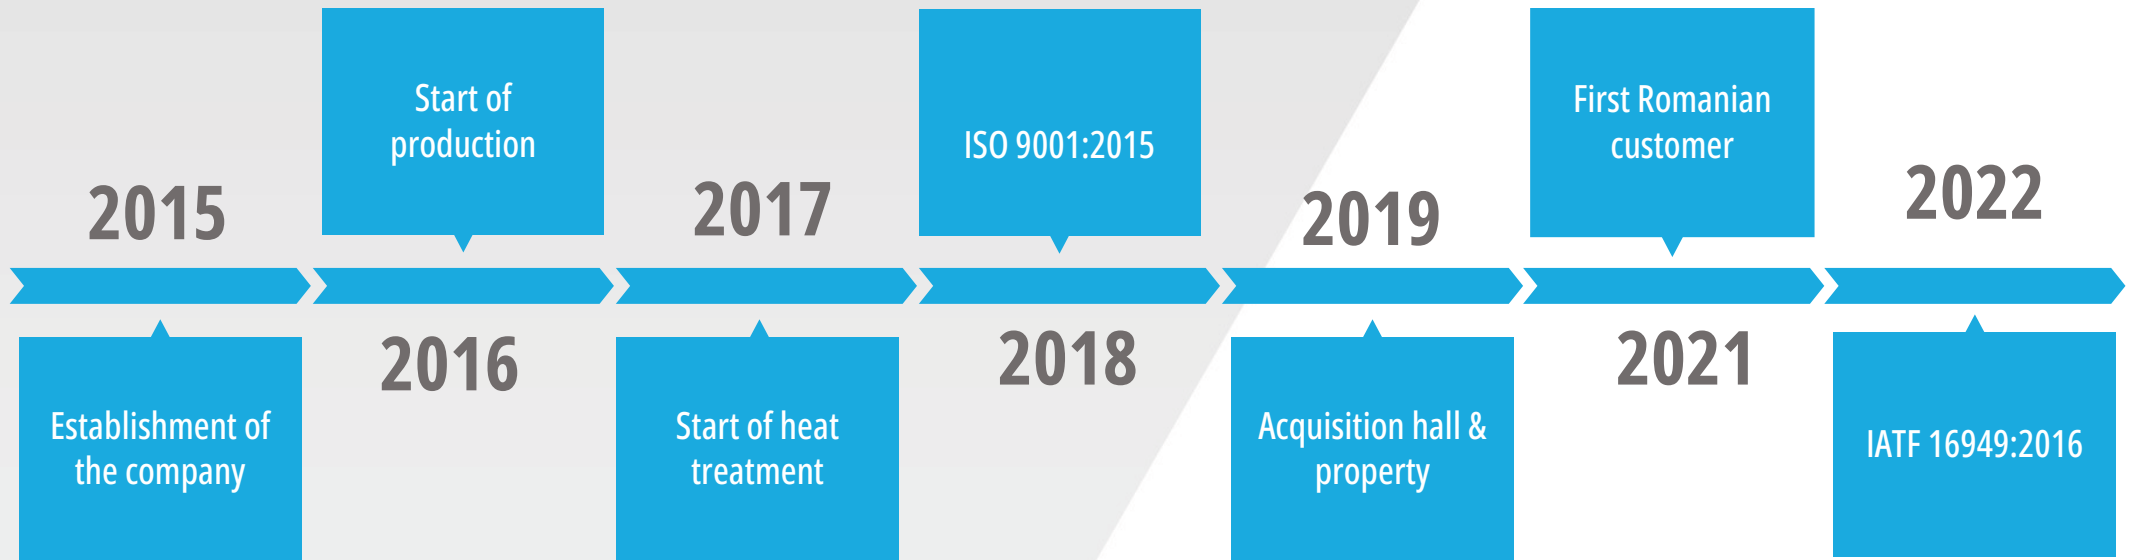 2015
Establishment of
the company
Start of
production
2016
2017
Start of heat
treatment
ISO 9001:2015
2018
2019
Acquisition hall &
property
First Romanian
customer
2021
2022
IATF 16949:2016